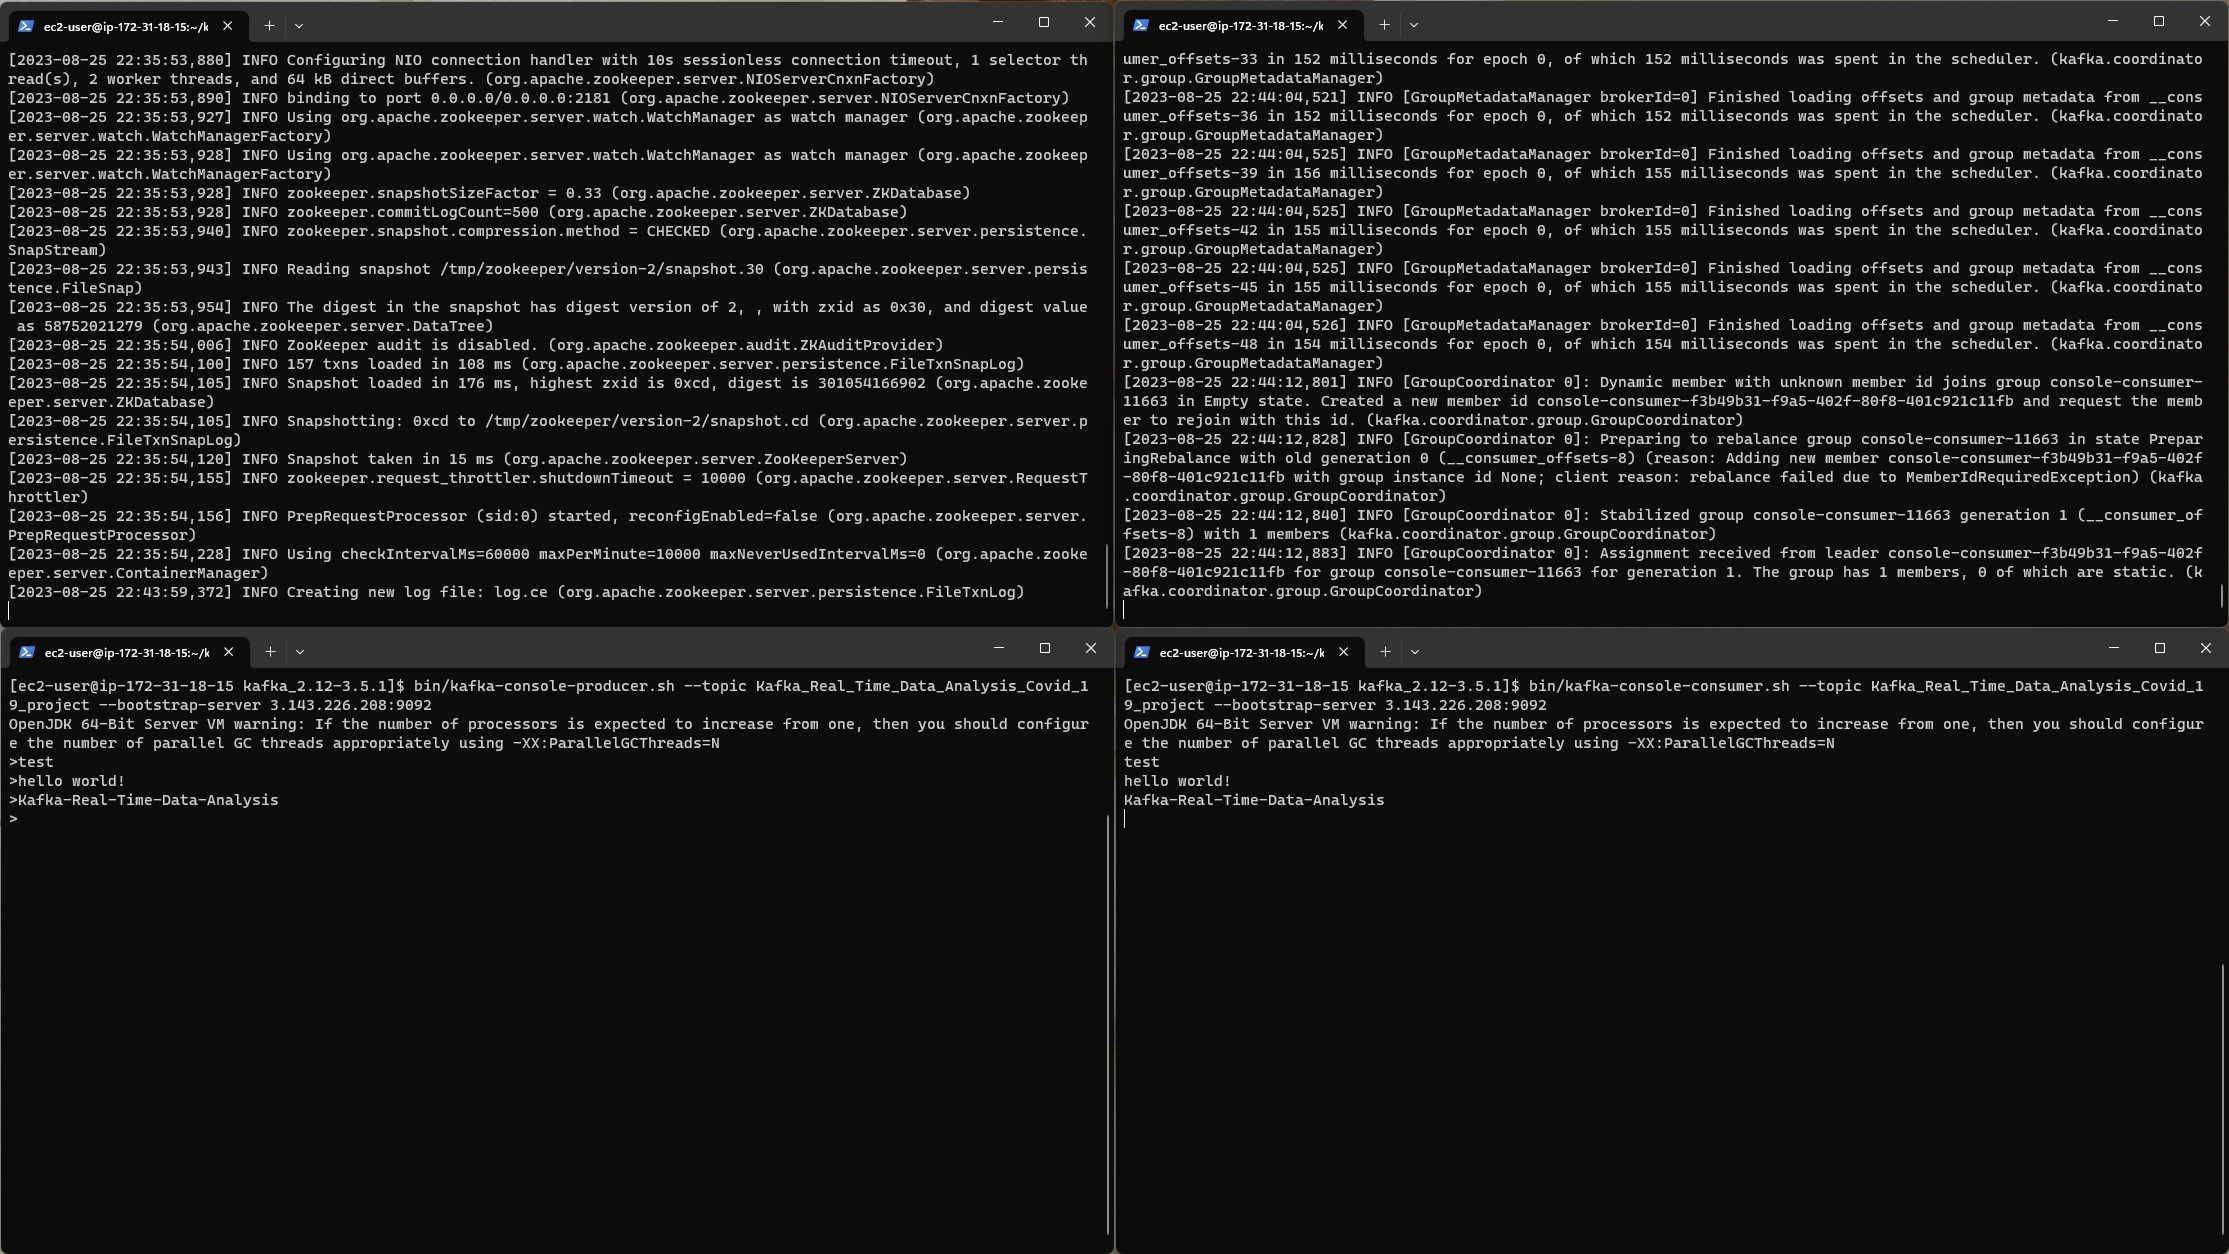 ec2-user@ip-172-31-18-15:~/k
[2023-08-25 22:35:53,880] INFO Configuring NIO connection handler with 10s sessionless connection timeout, 1 selector th
read(s), 2 worker threads, and 64 kB direct buffers. (org.apache.zookeeper.server.NIOServerCnxnFactory)
[2023-08-25 22:35:53,890] INFO binding to port 0.0.0.0/0.0.0.0:2181 (org.apache.zookeeper.server.NIOServerCnxnFactory)
[2023-08-25 22:35:53,927] INFO Using org.apache.zookeeper.server.watch.WatchManager as watch manager (org.apache.zookeep
er.server.watch.WatchManagerFactory)
[2023-08-25 22:35:53,928] INFO Using org.apache.zookeeper.server.watch.WatchManager as watch manager (org.apache.zookeep
er.server.watch.WatchManagerFactory)
[2023-08-25 22:35:53,928] INFO zookeeper.snapshotSizeFactor = 0.33 (org.apache.zookeeper.server.ZKDatabase)
[2023-08-25 22:35:53,928] INFO zookeeper.commitLogCount=500 (org.apache.zookeeper.server.ZKDatabase)
[2023-08-25 22:35:53,940] INFO zookeeper.snapshot.compression.method = CHECKED (org.apache.zookeeper.server.persistence.
SnapStream)
[2023-08-25 22:35:53,943] INFO Reading snapshot /tmp/zookeeper/version-2/snapshot.30 (org.apache.zookeeper.server.persis
tence.FileSnap)
[2023-08-25 22:35:53,954] INFO The digest in the snapshot has digest version of 2, , with zxid as 0x30, and digest value
 as 58752021279 (org.apache.zookeeper.server.DataTree)
[2023-08-25 22:35:54,006] INFO ZooKeeper audit is disabled. (org.apache.zookeeper.audit.ZKAuditProvider)
[2023-08-25 22:35:54,100] INFO 157 txns loaded in 108 ms (org.apache.zookeeper.server.persistence.FileTxnSnapLog)
[2023-08-25 22:35:54,105] INFO Snapshot loaded in 176 ms, highest zxid is 0xcd, digest is 301054166902 (org.apache.zooke
eper.server.ZKDatabase)
[2023-08-25 22:35:54,105] INFO Snapshotting: 0xcd to /tmp/zookeeper/version-2/snapshot.cd (org.apache.zookeeper.server.p
ersistence.FileTxnSnapLog)
[2023-08-25 22:35:54,120] INFO Snapshot taken in 15 ms (org.apache.zookeeper.server.ZooKeeperServer)
[2023-08-25 22:35:54,155] INFO zookeeper.request_throttler.shutdownTimeout = 10000 (org.apache.zookeeper.server.RequestT
hrottler)
[2023-08-25 22:35:54,156] INFO PrepRequestProcessor (sid:0) started, reconfigEnabled=false (org.apache.zookeeper.server.
PrepRequestProcessor)
[2023-08-25 22:35:54,228] INFO Using checkIntervalMs=60000 maxPerMinute=10000 maxNeverUsedIntervalMs=0 (org.apache.zooke
eper.server.ContainerManager)
[2023-08-25 22:43:59,372] INFO Creating new log file: log.ce (org.apache.zookeeper.server.persistence.FileTxnLog)
ec2-user@ip-172-31-18-15:~/k
umer_offsets-33 in 152 milliseconds for epoch 0, of which 152 milliseconds was spent in the scheduler. (kafka.coordinato
r.group.GroupMetadataManager)
[2023-08-25 22:44:04,521] INFO [GroupMetadataManager brokerId=0] Finished loading offsets and group metadata from __cons
umer_offsets-36 in 152 milliseconds for epoch 0, of which 152 milliseconds was spent in the scheduler. (kafka.coordinato
r.group.GroupMetadataManager)
[2023-08-25 22:44:04,525] INFO [GroupMetadataManager brokerId=0] Finished loading offsets and group metadata from __cons
umer_offsets-39 in 156 milliseconds for epoch 0, of which 155 milliseconds was spent in the scheduler. (kafka.coordinato
r.group.GroupMetadataManager)
[2023-08-25 22:44:04,525] INFO [GroupMetadataManager brokerId=0] Finished loading offsets and group metadata from __cons
umer_offsets-42 in 155 milliseconds for epoch 0, of which 155 milliseconds was spent in the scheduler. (kafka.coordinato
r.group.GroupMetadataManager)
[2023-08-25 22:44:04,525] INFO [GroupMetadataManager brokerId=0] Finished loading offsets and group metadata from __cons
umer_offsets-45 in 155 milliseconds for epoch 0, of which 155 milliseconds was spent in the scheduler. (kafka.coordinato
r.group.GroupMetadataManager)
[2023-08-25 22:44:04,526] INFO [GroupMetadataManager brokerId=0] Finished loading offsets and group metadata from __cons
umer_offsets-48 in 154 milliseconds for epoch 0, of which 154 milliseconds was spent in the scheduler. (kafka.coordinato
r.group.GroupMetadataManager)
[2023-08-25 22:44:12,801] INFO [GroupCoordinator 0]: Dynamic member with unknown member id joins group console-consumer-
11663 in Empty state. Created a new member id console-consumer-f3b49b31-f9a5-402f-80f8-401c921c11fb and request the memb
er to rejoin with this id. (kafka.coordinator.group.GroupCoordinator)
[2023-08-25 22:44:12,828] INFO [GroupCoordinator 0]: Preparing to rebalance group console-consumer-11663 in state Prepar
ingRebalance with old generation 0 (__consumer_offsets-8) (reason: Adding new member console-consumer-f3b49b31-f9a5-402f
-80f8-401c921c11fb with group instance id None; client reason: rebalance failed due to MemberIdRequiredException) (kafka
.coordinator.group.GroupCoordinator)
[2023-08-25 22:44:12,840] INFO [GroupCoordinator 0]: Stabilized group console-consumer-11663 generation 1 (__consumer_of
fsets-8) with 1 members (kafka.coordinator.group.GroupCoordinator)
[2023-08-25 22:44:12,883] INFO [GroupCoordinator 0]: Assignment received from leader console-consumer-f3b49b31-f9a5-402f
-80f8-401c921c11fb for group console-consumer-11663 for generation 1. The group has 1 members, 0 of which are static. (k
afka.coordinator.group.GroupCoordinator)
ec2-user@ip-172-31-18-15:~/k
[ec2-user@ip-172-31-18-15 kafka_2.12-3.5.1]$ bin/kafka-console-producer.sh --topic Kafka_Real_Time_Data_Analysis_Covid_1
9_project --bootstrap-server 3.143.226.208:9092
OpenJDK 64-Bit Server VM warning: If the number of processors is expected to increase from one, then you should configur
e the number of parallel GC threads appropriately using -XX:ParallelGCThreads=N
>test
>hello world!
>Kafka-Real-Time-Data-Analysis
>
ec2-user@ip-172-31-18-15:~/k
[ec2-user@ip-172-31-18-15 kafka_2.12-3.5.1]$ bin/kafka-console-consumer.sh --topic Kafka_Real_Time_Data_Analysis_Covid_1
9_project --bootstrap-server 3.143.226.208:9092
OpenJDK 64-Bit Server VM warning: If the number of processors is expected to increase from one, then you should configur
e the number of parallel GC threads appropriately using -XX:ParallelGCThreads=N
test
hello world!
Kafka-Real-Time-Data-Analysis